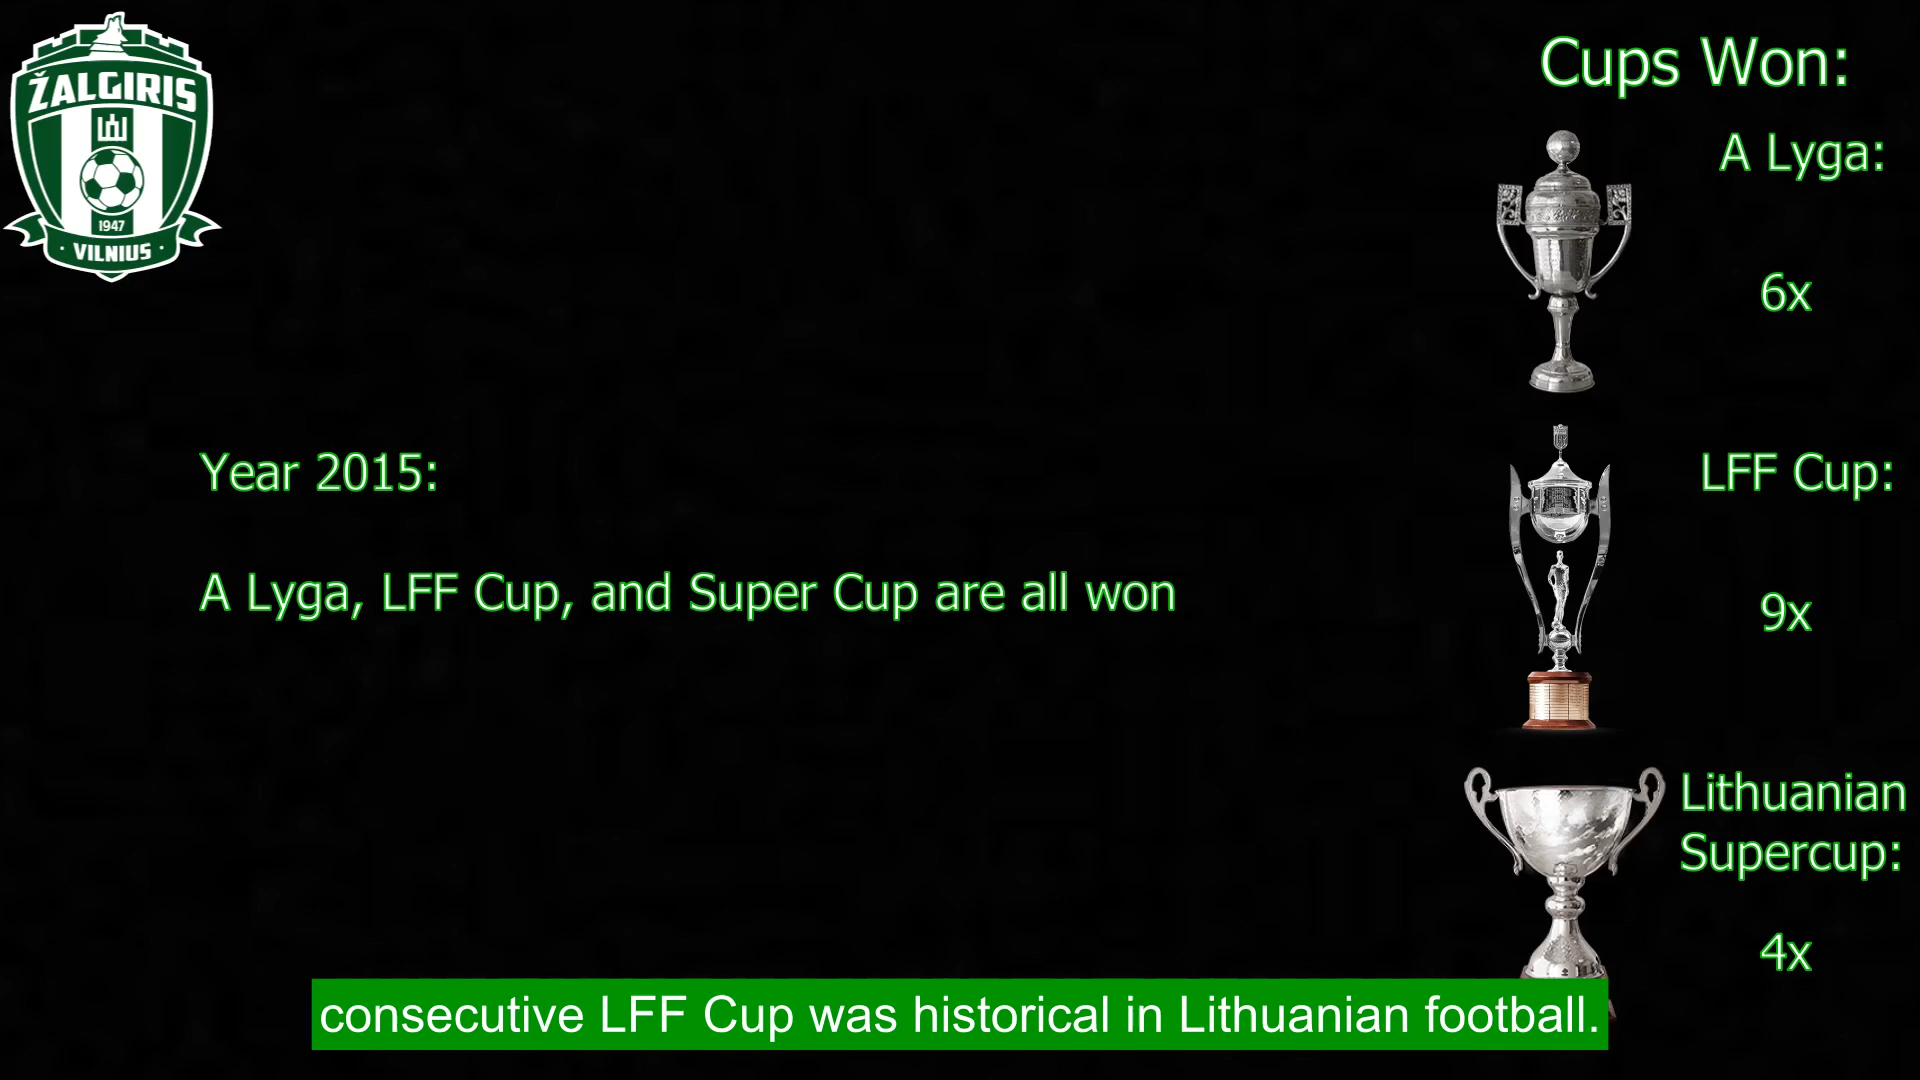 ŽALGIRIS
1947
VILNIUS
Cups Won:
A Lyga:
6x
Year 2015:
A Lyga, LFF Cup, and Super Cup are all won
LFF Cup:
9x
Lithuanian
Supercup:
4x
consecutive LFF Cup was historical in Lithuanian football.